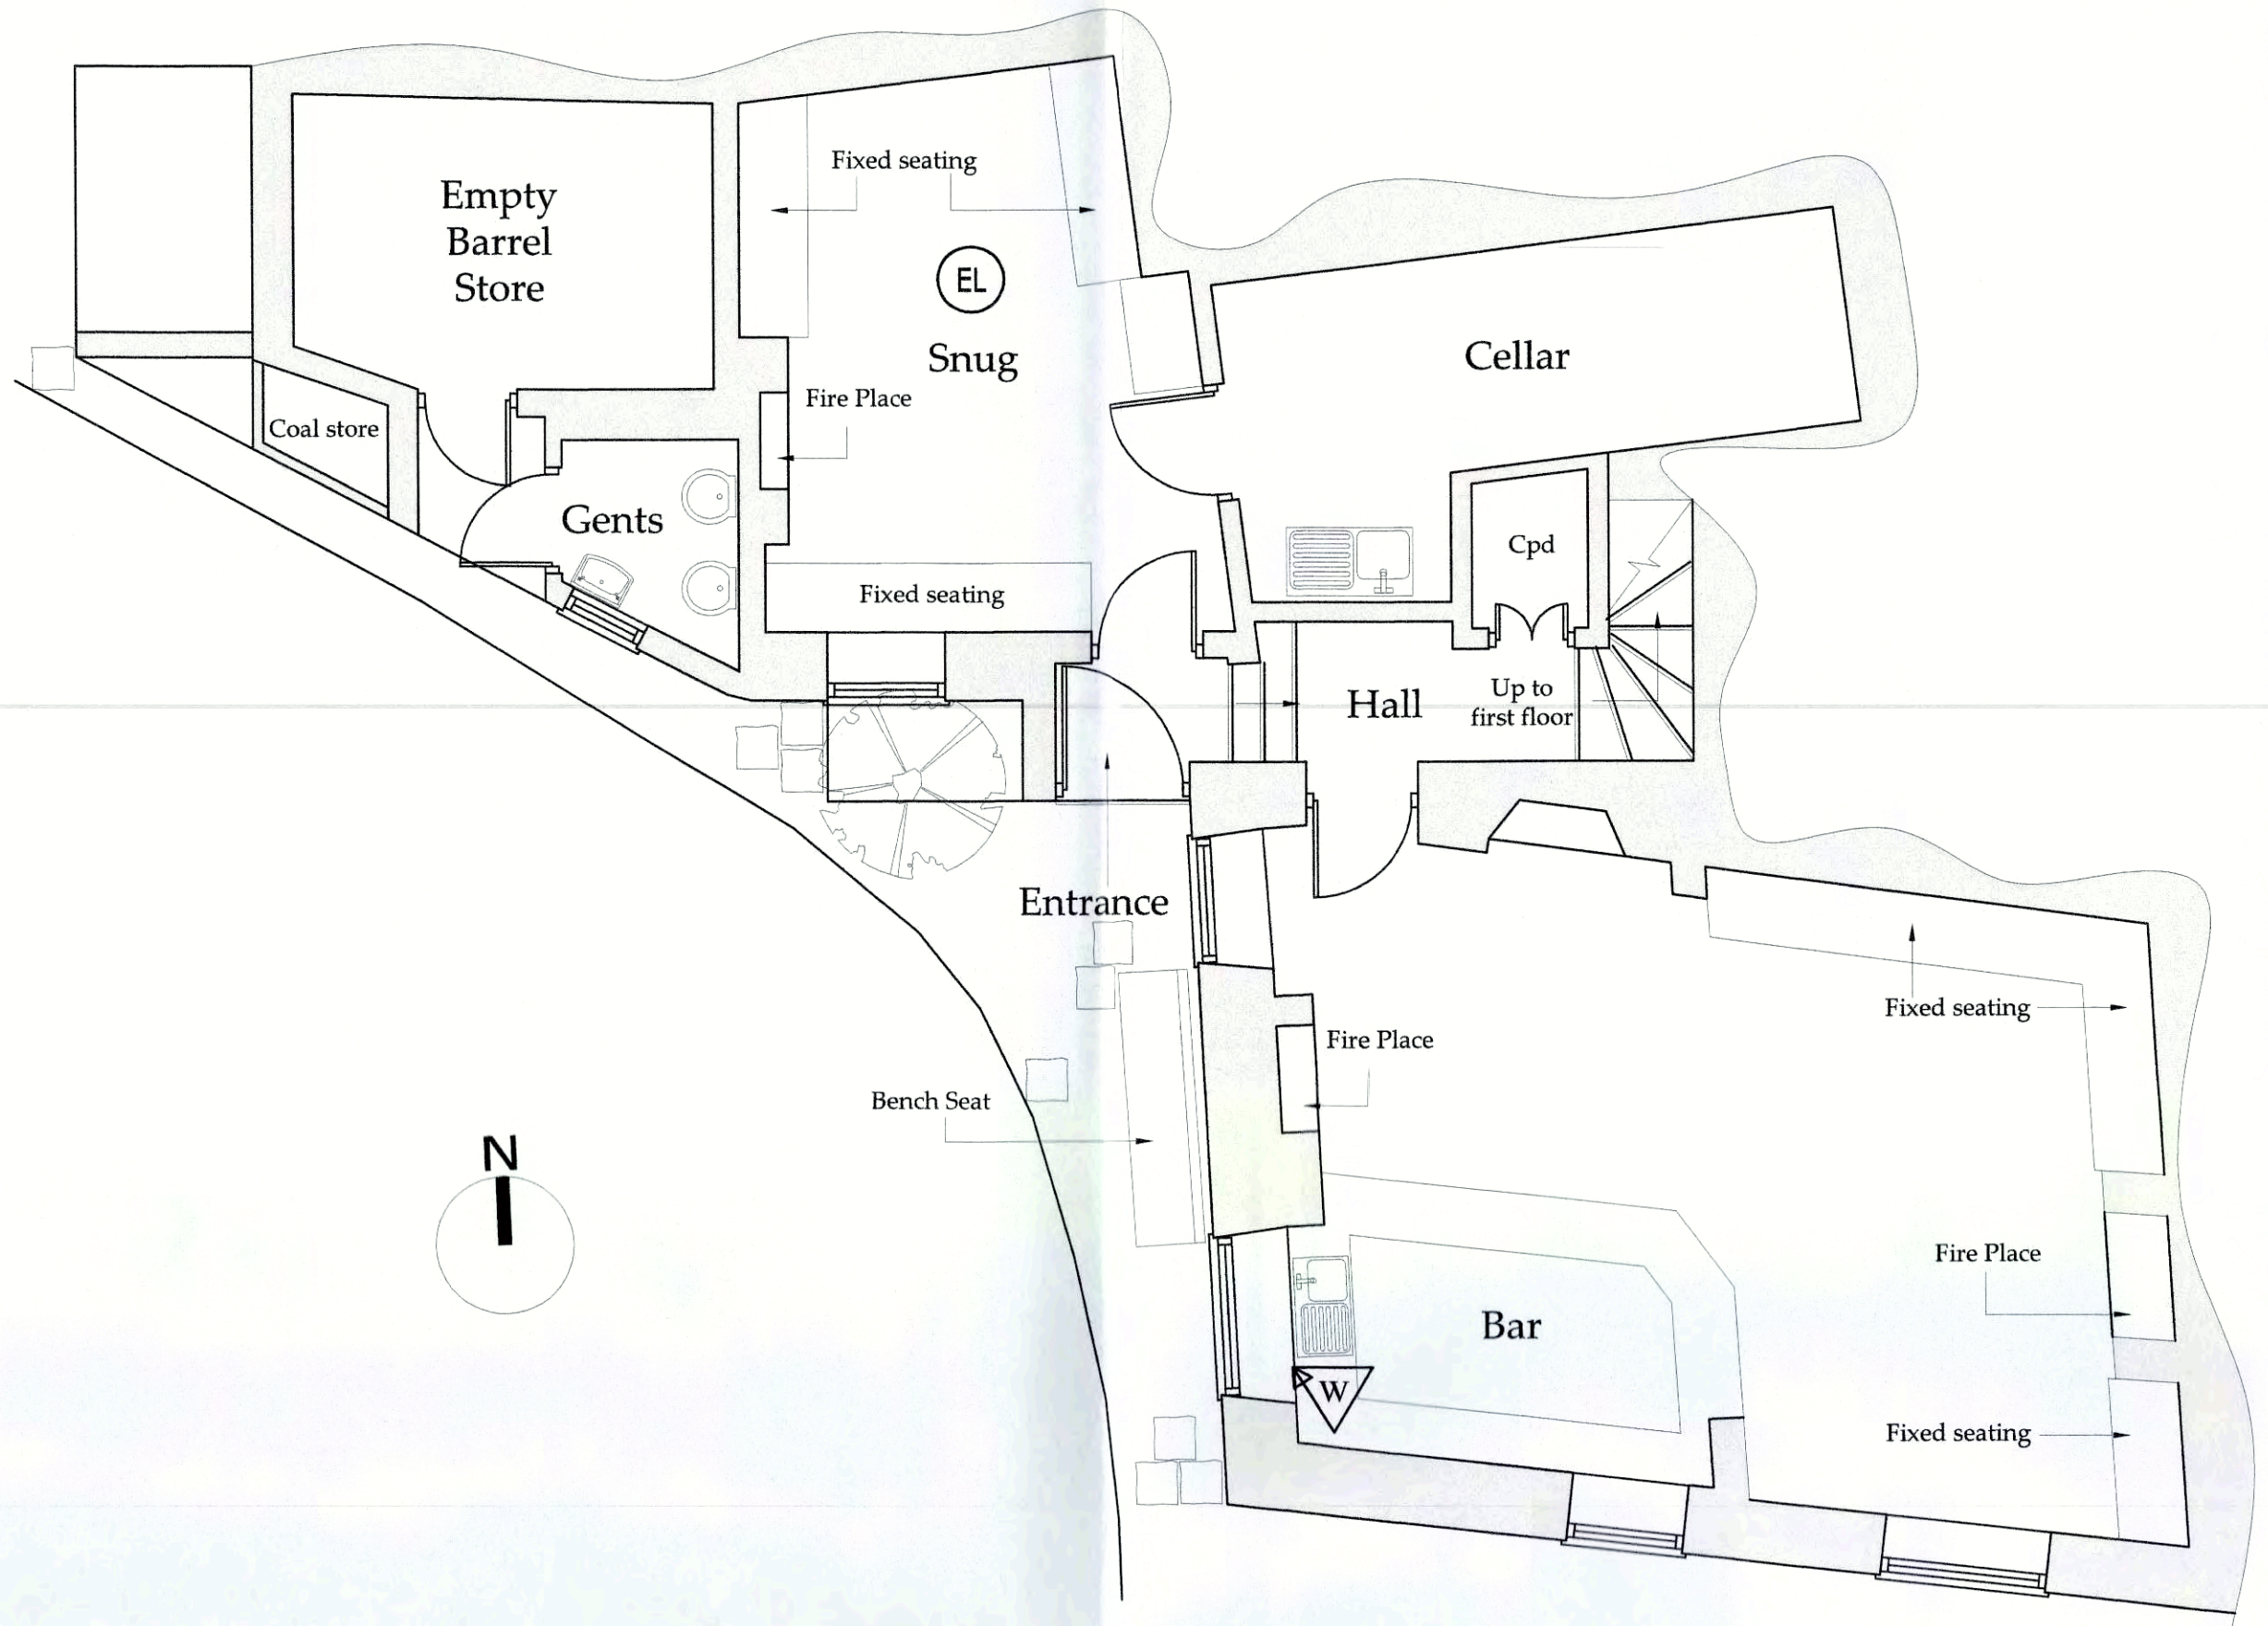 Fixed seating
Empty
Barrel
Store
EL
Snug
Cellar
Fire Place
Coal store
Gents
Cpd
Fixed seating
Hall
Up to
first floor
Entrance
Fixed seating
Fire Place
Bench Seat
N
Fire Place
Bar
W
Fixed seating